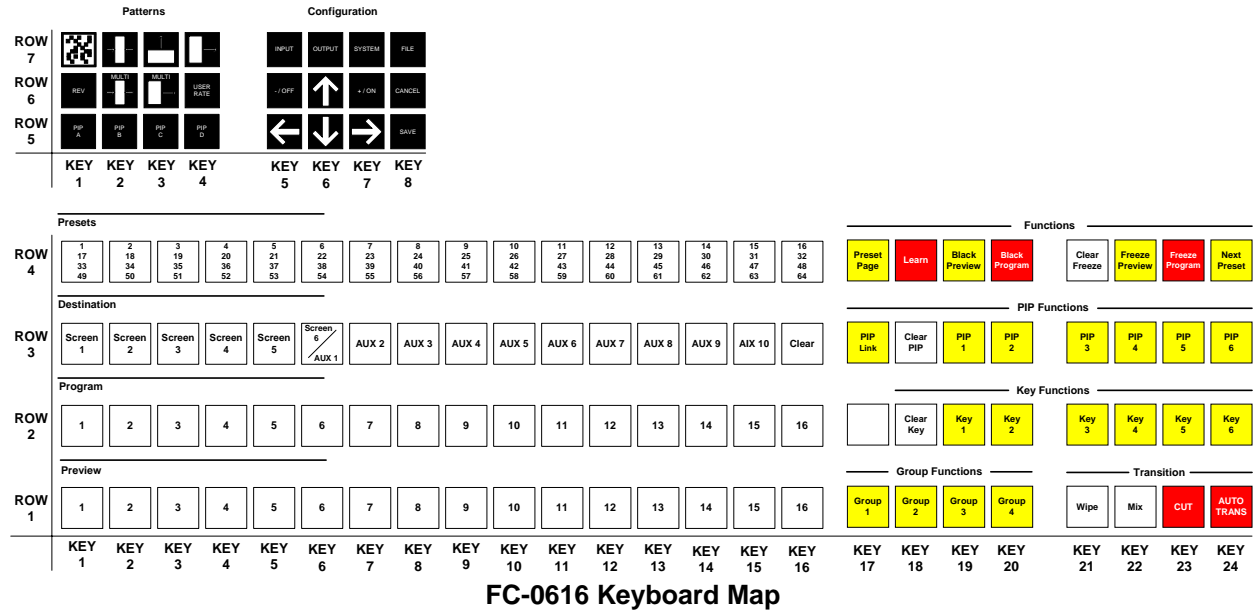 Patterns Configuration
ROW 7 INPUT OUTPUT SYSTEM FILE
ROW 6 REV MULTI MULTI USER RATE - / OFF + / ON CANCEL
ROW 5 PIP A PIP B PIP C PIP D SAVE
KEY 1 KEY 2 KEY 3 KEY 4 KEY 5 KEY 6 KEY 7 KEY 8
Presets Functions
ROW 4
1 2 3 4 5 6 7 8 9 10 11 12 13 14 15 16
17 18 19 20 21 22 23 24 25 26 27 28 29 30 31 32
33 34 35 36 37 38 39 40 41 42 43 44 45 46 47 48
49 50 51 52 53 54 55 56 57 58 59 60 61 62 63 64
Preset Page Learn Black Preview Black Program Clear Freeze Freeze Preview Freeze Program Next Preset
Destination PIP Functions
ROW 3 Screen 1 Screen 2 Screen 3 Screen 4 Screen 5 Screen 6 AUX 1 AUX 2 AUX 3 AUX 4 AUX 5 AUX 6 AUX 7 AUX 8 AUX 9 AIX 10 Clear PIP Link Clear PIP PIP 1 PIP 2 PIP 3 PIP 4 PIP 5 PIP 6
Program Key Functions
ROW 2 1 2 3 4 5 6 7 8 9 10 11 12 13 14 15 16 Clear Key Key 1 Key 2 Key 3 Key 4 Key 5 Key 6
Preview Group Functions Transition
ROW 1 1 2 3 4 5 6 7 8 9 10 11 12 13 14 15 16 Group 1 Group 2 Group 3 Group 4 Wipe Mix CUT AUTO TRANS
KEY 1 KEY 2 KEY 3 KEY 4 KEY 5 KEY 6 KEY 7 KEY 8 KEY 9 KEY 10 KEY 11 KEY 12 KEY 13 KEY 14 KEY 15 KEY 16 KEY 17 KEY 18 KEY 19 KEY 20 KEY 21 KEY 22 KEY 23 KEY 24
FC-0616 Keyboard Map